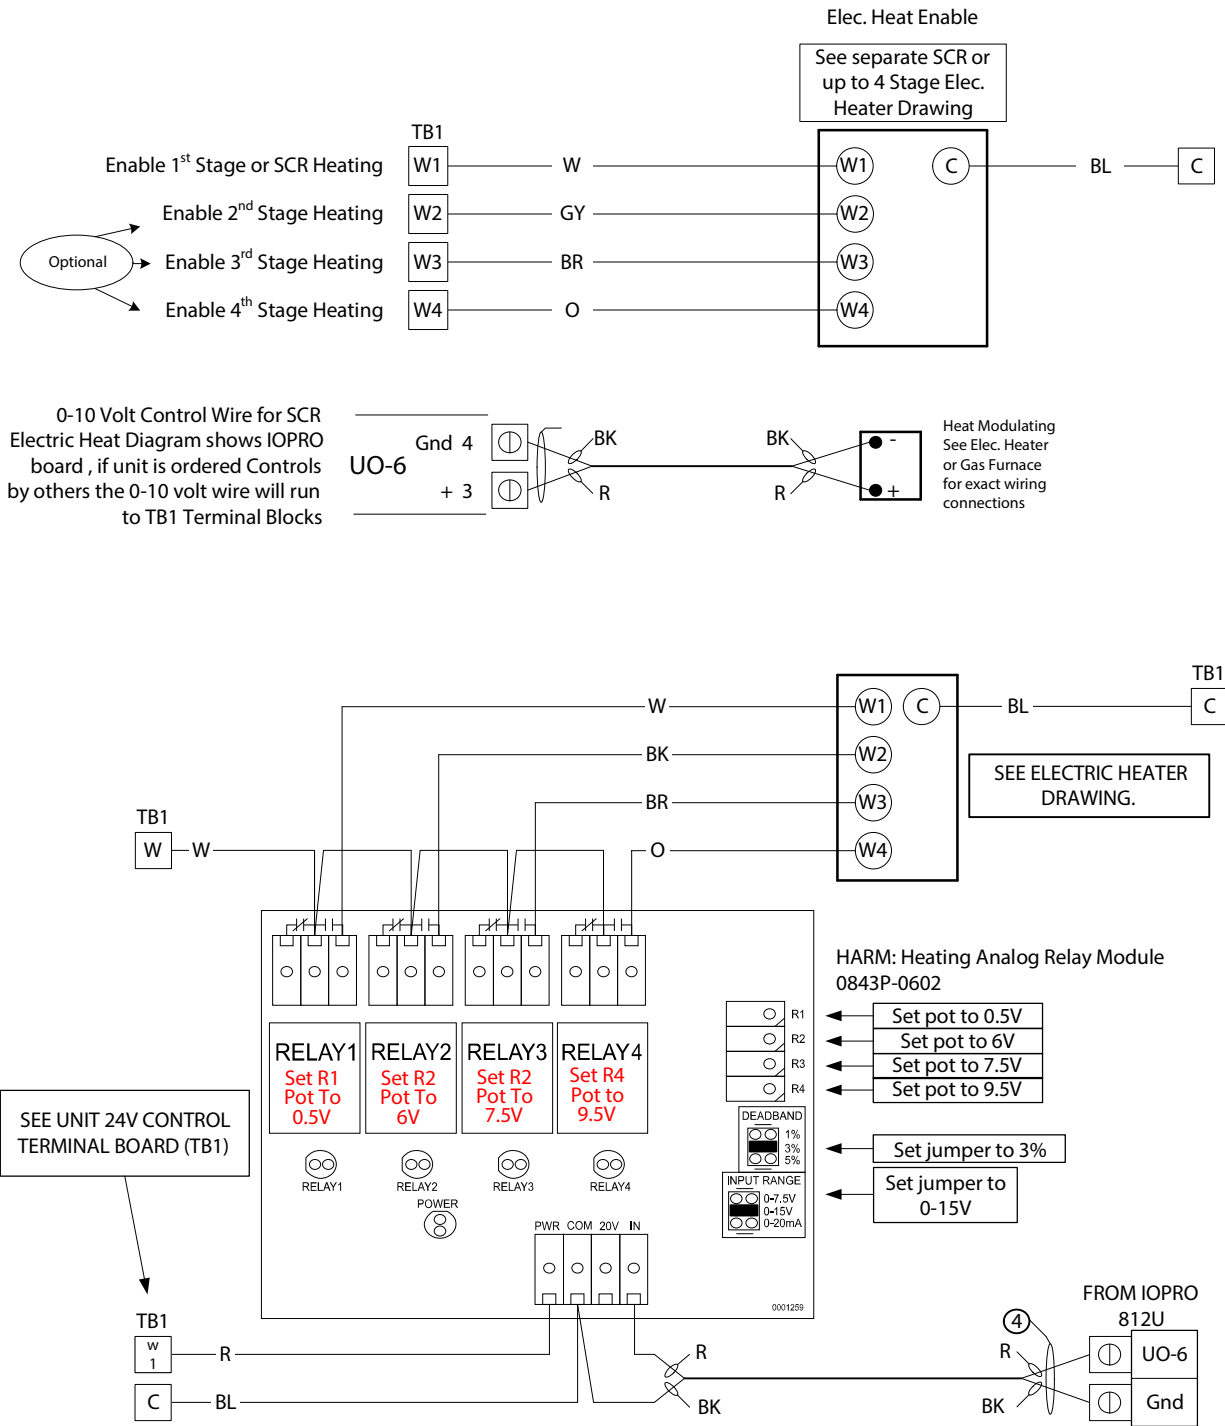 Elec. Heat Enable
See separate SCR or
up to 4 Stage Elec.
Heater Drawing
TB1
Enable 1st Stage or SCR Heating W1 W W1 C BL C
Enable 2nd Stage Heating W2 GY W2
Optional Enable 3rd Stage Heating W3 BR W3
Enable 4th Stage Heating W4 O W4
0-10 Volt Control Wire for SCR
Electric Heat Diagram shows IOPRO
board , if unit is ordered Controls
by others the 0-10 volt wire will run
to TB1 Terminal Blocks
UO-6
Gnd 4
+ 3
BK
R
BK
R
-
+
Heat Modulating
See Elec. Heater
or Gas Furnace
for exact wiring
connections
TB1
W W1 C BL C
BK W2
BR W3
O W4
SEE ELECTRIC HEATER
DRAWING.
TB1
W W
HARM: Heating Analog Relay Module
0843P-0602
R1 Set pot to 0.5V
R2 Set pot to 6V
R3 Set pot to 7.5V
R4 Set pot to 9.5V
RELAY1
Set R1
Pot To
0.5V
RELAY2
Set R2
Pot To
6V
RELAY3
Set R2
Pot To
7.5V
RELAY4
Set R4
Pot to
9.5V
DEADBAND
1%
3%
5%
Set jumper to 3%
INPUT RANGE
0-7.5V
0-15V
0-20mA
Set jumper to
0-15V
RELAY1 RELAY2 RELAY3 RELAY4
POWER
PWR COM 20V IN
0001259
SEE UNIT 24V CONTROL
TERMINAL BOARD (TB1)
TB1
w
1
R
C BL
R
BK
4
R
BK
FROM IOPRO
812U
UO-6
Gnd